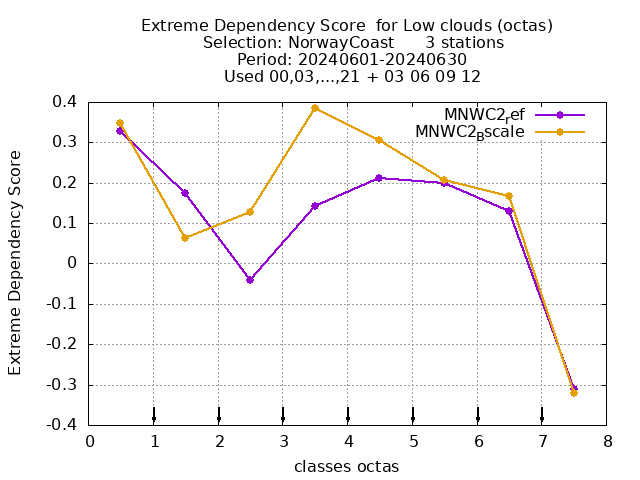 Extreme Dependency Score  for Low clouds (octas)
Selection: NorwayCoast      3 stations
Period: 20240601-20240630
Used 00,03,...,21 + 03 06 09 12
MNWC2ref
MNWC2Bscale
0.4
0.3
0.2
0.1
0
-0.1
-0.2
-0.3
-0.4
Extreme Dependency Score
0 1 2 3 4 5 6 7 8
classes octas